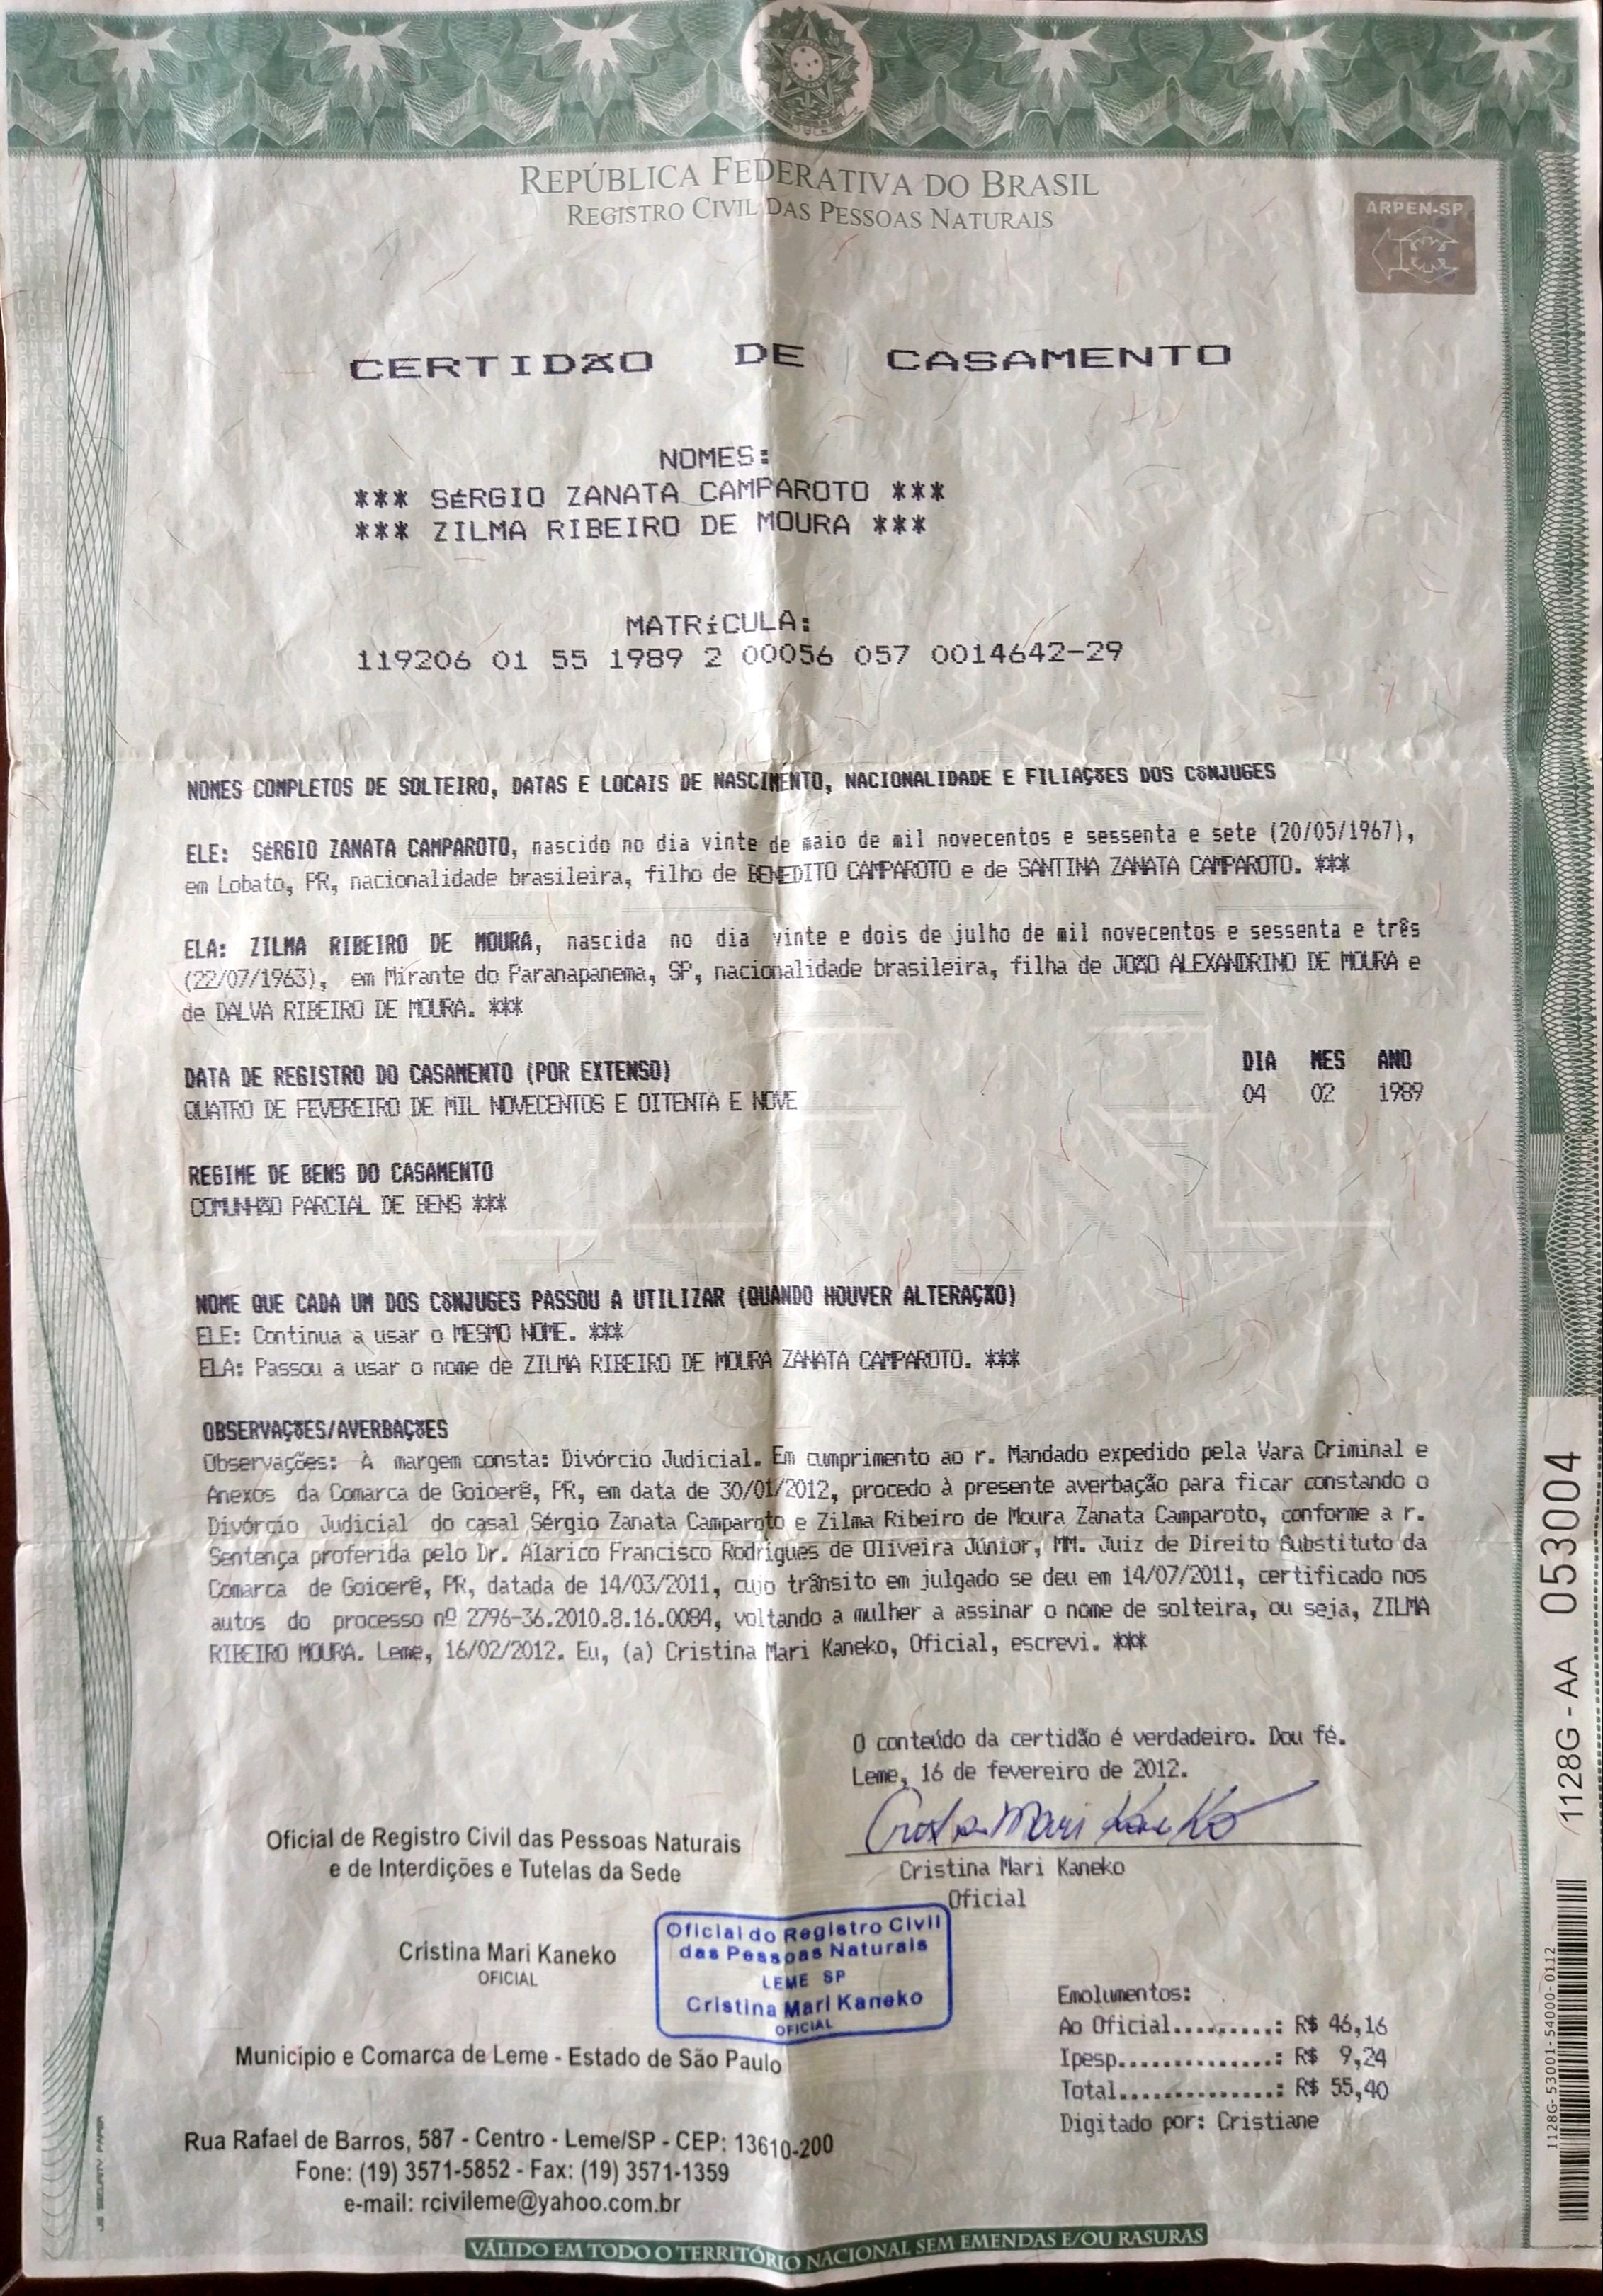 REPÚBLICA FEDERATIVA DO BRASIL
REGISTRO CIVIL DAS PESSOAS NATURAIS
ARPEN-SP
CERTIDÃO DE CASAMENTO
NOMES:
*** SÉRGIO ZANATA CAMPAROTO ***
*** ZILMA RIBEIRO DE MOURA ***
MATRíCULA:
119206 01 55 1989 2 00056 057 0014642-29
NOMES COMPLETOS DE SOLTEIRO, DATAS E LOCAIS DE NASCIMENTO, NACIONALIDADE E FILIAÇÕES DOS CÔNJUGES
ELE: SÉRGIO ZANATA CAMPAROTO, nascido no dia vinte de maio de mil novecentos e sessenta e sete (20/05/1967),
em Lobato, PR, nacionalidade brasileira, filho de BENEDITO CAMPAROTO e de SANTINA ZANATA CAMPAROTO. ***
ELA: ZILMA RIBEIRO DE MOURA, nascida no dia vinte e dois de julho de mil novecentos e sessenta e três
(22/07/1963), em Mirante do Paranapanema, SP, nacionalidade brasileira, filha de JOÃO ALEXANDRINO DE MOURA e
de DALVA RIBEIRO DE MOURA. ***
DATA DE REGISTRO DO CASAMENTO (POR EXTENSO) DIA MES ANO
QUATRO DE FEVEREIRO DE MIL NOVECENTOS E OITENTA E NOVE 04 02 1989
REGIME DE BENS DO CASAMENTO
COMUNHÃO PARCIAL DE BENS ***
NOME QUE CADA UM DOS CÔNJUGES PASSOU A UTILIZAR (QUANDO HOUVER ALTERAÇÃO)
ELE: Continua a usar o MESMO NOME. ***
ELA: Passou a usar o nome de ZILMA RIBEIRO DE MOURA ZANATA CAMPAROTO. ***
OBSERVAÇÕES/AVERBAÇÕES
Observações: À margem consta: Divórcio Judicial. Em cumprimento ao r. Mandado expedido pela Vara Criminal e
Anexos da Comarca de Goioerê, PR, em data de 30/01/2012, procedo à presente averbação para ficar constando o
Divórcio Judicial do casal Sérgio Zanata Camparoto e Zilma Ribeiro de Moura Zanata Camparoto, conforme a r.
Sentença proferida pelo Dr. Alarico Francisco Rodrigues de Oliveira Júnior, MM. Juiz de Direito Substituto da
Comarca de Goioerê, PR, datada de 14/03/2011, cujo trânsito em julgado se deu em 14/07/2011, certificado nos
autos do processo nº 2796-36.2010.8.16.0084, voltando a mulher a assinar o nome de solteira, ou seja, ZILMA
RIBEIRO MOURA. Leme, 16/02/2012. Eu, (a) Cristina Mari Kaneko, Oficial, escrevi. ***
O conteúdo da certidão é verdadeiro. Dou fé.
Leme, 16 de fevereiro de 2012.
Cristina Mari Kaneko
Cristina Mari Kaneko
Oficial
Oficial de Registro Civil das Pessoas Naturais
e de Interdições e Tutelas da Sede
Cristina Mari Kaneko
OFICIAL
Oficial do Registro Civil
das Pessoas Naturais
LEME SP
Cristina Mari Kaneko
OFICIAL
Município e Comarca de Leme - Estado de São Paulo
Emolumentos:
Ao Oficial.........: R$ 46,16
Ipesp..............: R$ 9,24
Total..............: R$ 55,40
Digitado por: Cristiane
Rua Rafael de Barros, 587 - Centro - Leme/SP - CEP: 13610-200
Fone: (19) 3571-5852 - Fax: (19) 3571-1359
e-mail: rcivileme@yahoo.com.br
VÁLIDO EM TODO O TERRITÓRIO NACIONAL SEM EMENDAS E/OU RASURAS
1128G - AA 053004
1128G-53001-54000-0112